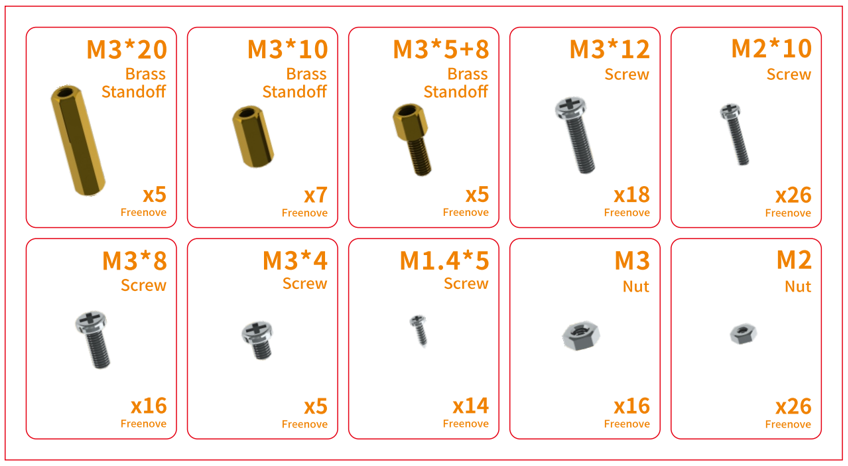 M3*20
Brass
Standoff
x5
Freenove
M3*10
Brass
Standoff
x7
Freenove
M3*5+8
Brass
Standoff
x5
Freenove
M3*12
Screw
x18
Freenove
M2*10
Screw
x26
Freenove
M3*8
Screw
x16
Freenove
M3*4
Screw
x5
Freenove
M1.4*5
Screw
x14
Freenove
M3
Nut
x16
Freenove
M2
Nut
x26
Freenove